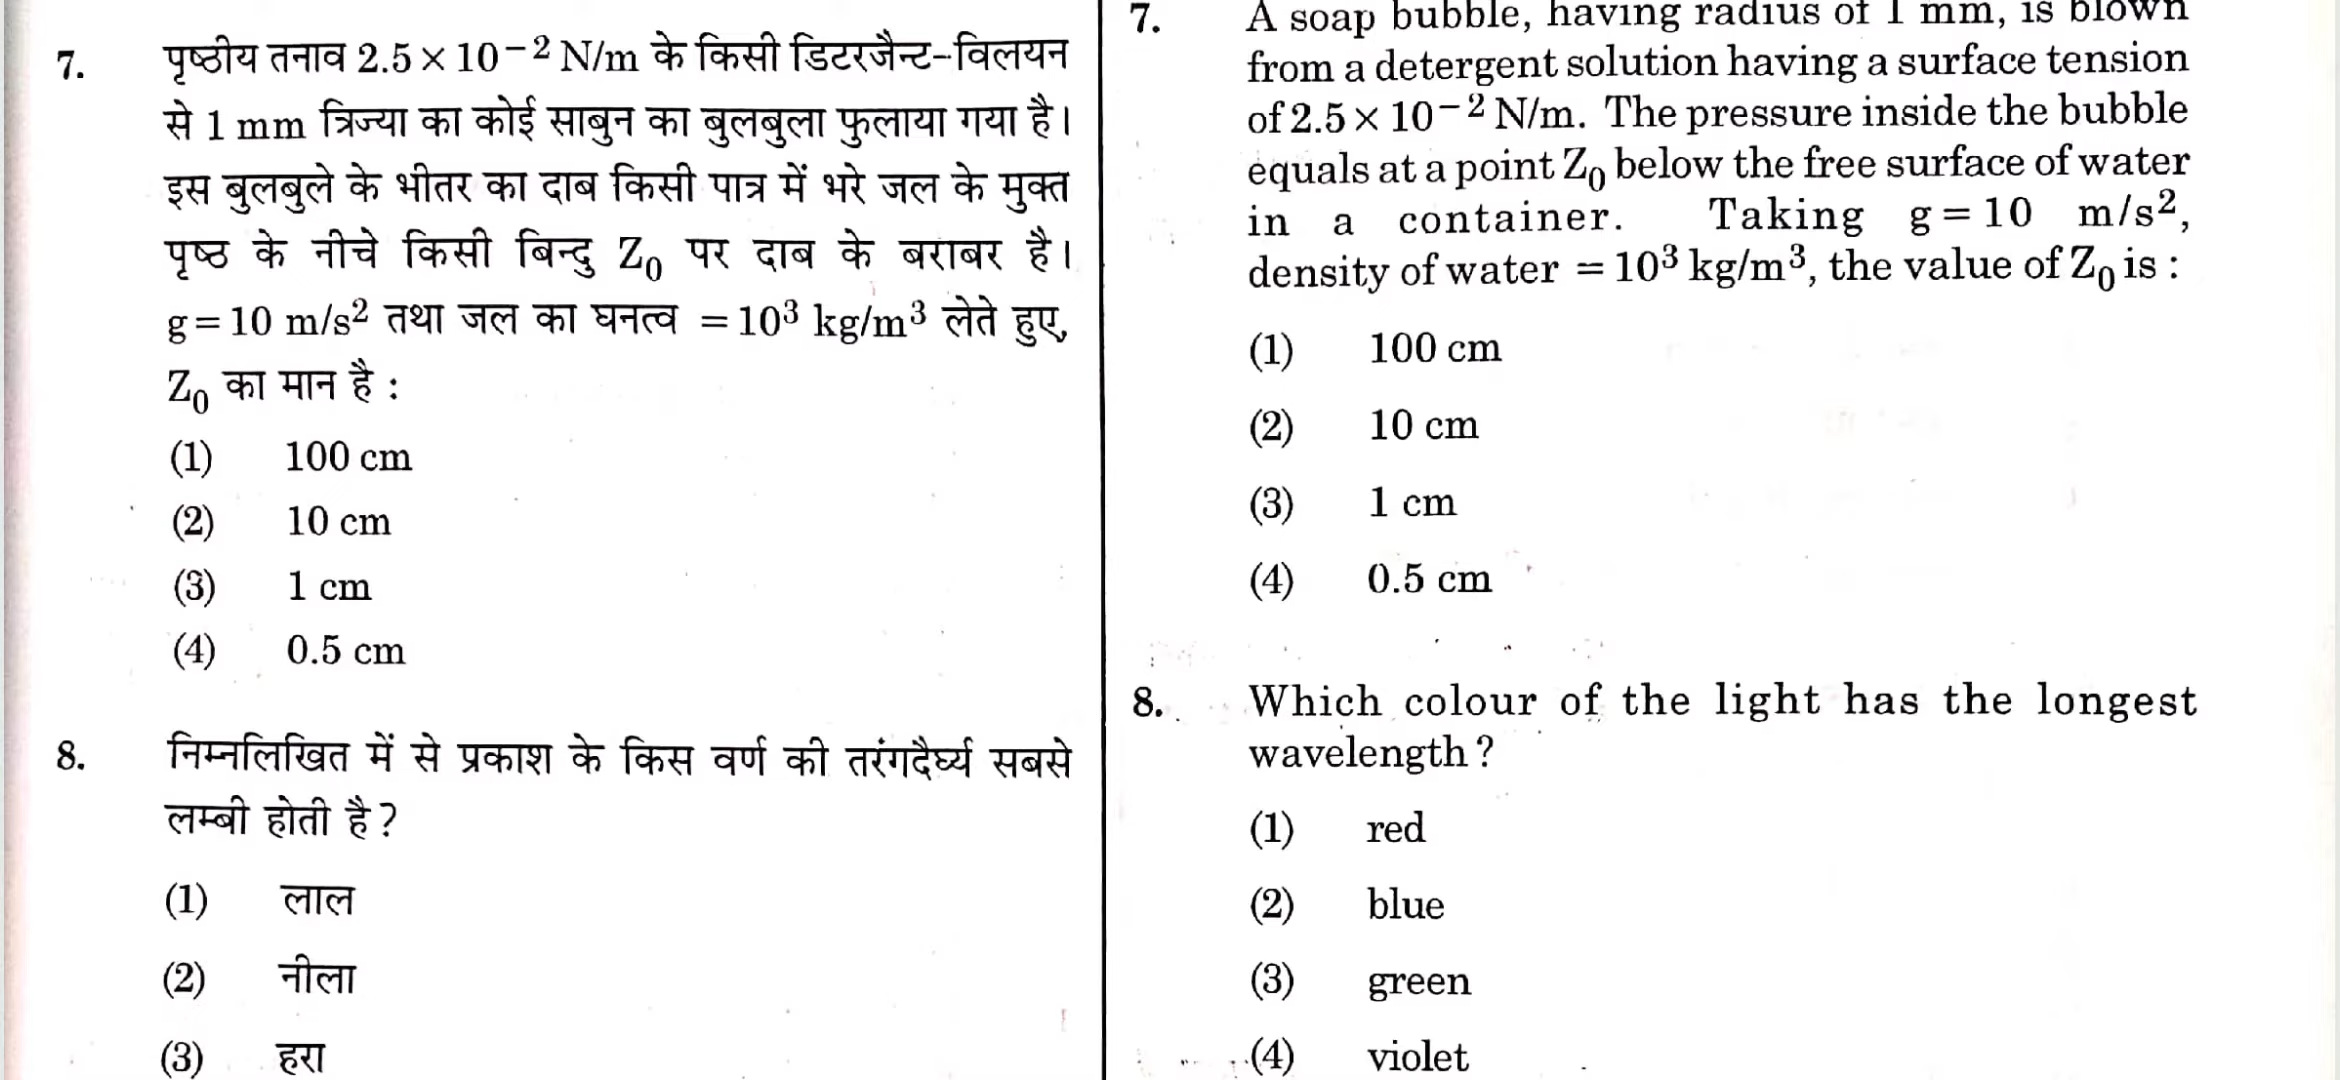 7. पृष्ठीय तनाव 2.5 × 10⁻² N/m के किसी डिटरजैन्ट-विलयन
से 1 mm त्रिज्या का कोई साबुन का बुलबुला फुलाया गया है।
इस बुलबुले के भीतर का दाब किसी पात्र में भरे जल के मुक्त
पृष्ठ के नीचे किसी बिन्दु Z₀ पर दाब के बराबर है।
g = 10 m/s² तथा जल का घनत्व = 10³ kg/m³ लेते हुए,
Z₀ का मान है :
(1) 100 cm
(2) 10 cm
(3) 1 cm
(4) 0.5 cm
8. निम्नलिखित में से प्रकाश के किस वर्ण की तरंगदैर्घ्य सबसे
लम्बी होती है ?
(1) लाल
(2) नीला
(3) हरा
7. A soap bubble, having radius of 1 mm, is blown
from a detergent solution having a surface tension
of 2.5 × 10⁻² N/m. The pressure inside the bubble
equals at a point Z₀ below the free surface of water
in a container. Taking g = 10 m/s²,
density of water = 10³ kg/m³, the value of Z₀ is :
(1) 100 cm
(2) 10 cm
(3) 1 cm
(4) 0.5 cm
8. Which colour of the light has the longest
wavelength ?
(1) red
(2) blue
(3) green
(4) violet